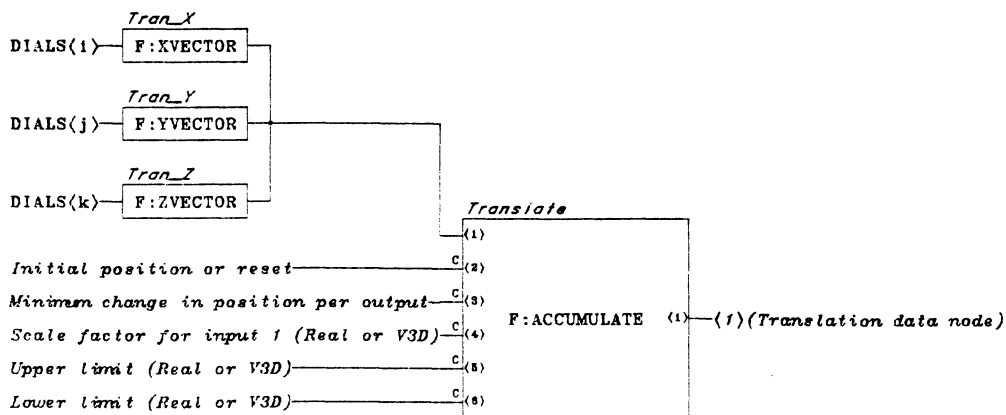 Tran_X
DIALS⟨i⟩ F:XVECTOR
Tran_Y
DIALS⟨j⟩ F:YVECTOR
Tran_Z
DIALS⟨k⟩ F:ZVECTOR
Translate
⟨1⟩
Initial position or reset C ⟨2⟩
Minimum change in position per output C ⟨3⟩
F:ACCUMULATE ⟨1⟩ ⟨1⟩(Translation data node)
Scale factor for input 1 (Real or V3D) C ⟨4⟩
Upper limit (Real or V3D) C ⟨5⟩
Lower limit (Real or V3D) C ⟨6⟩